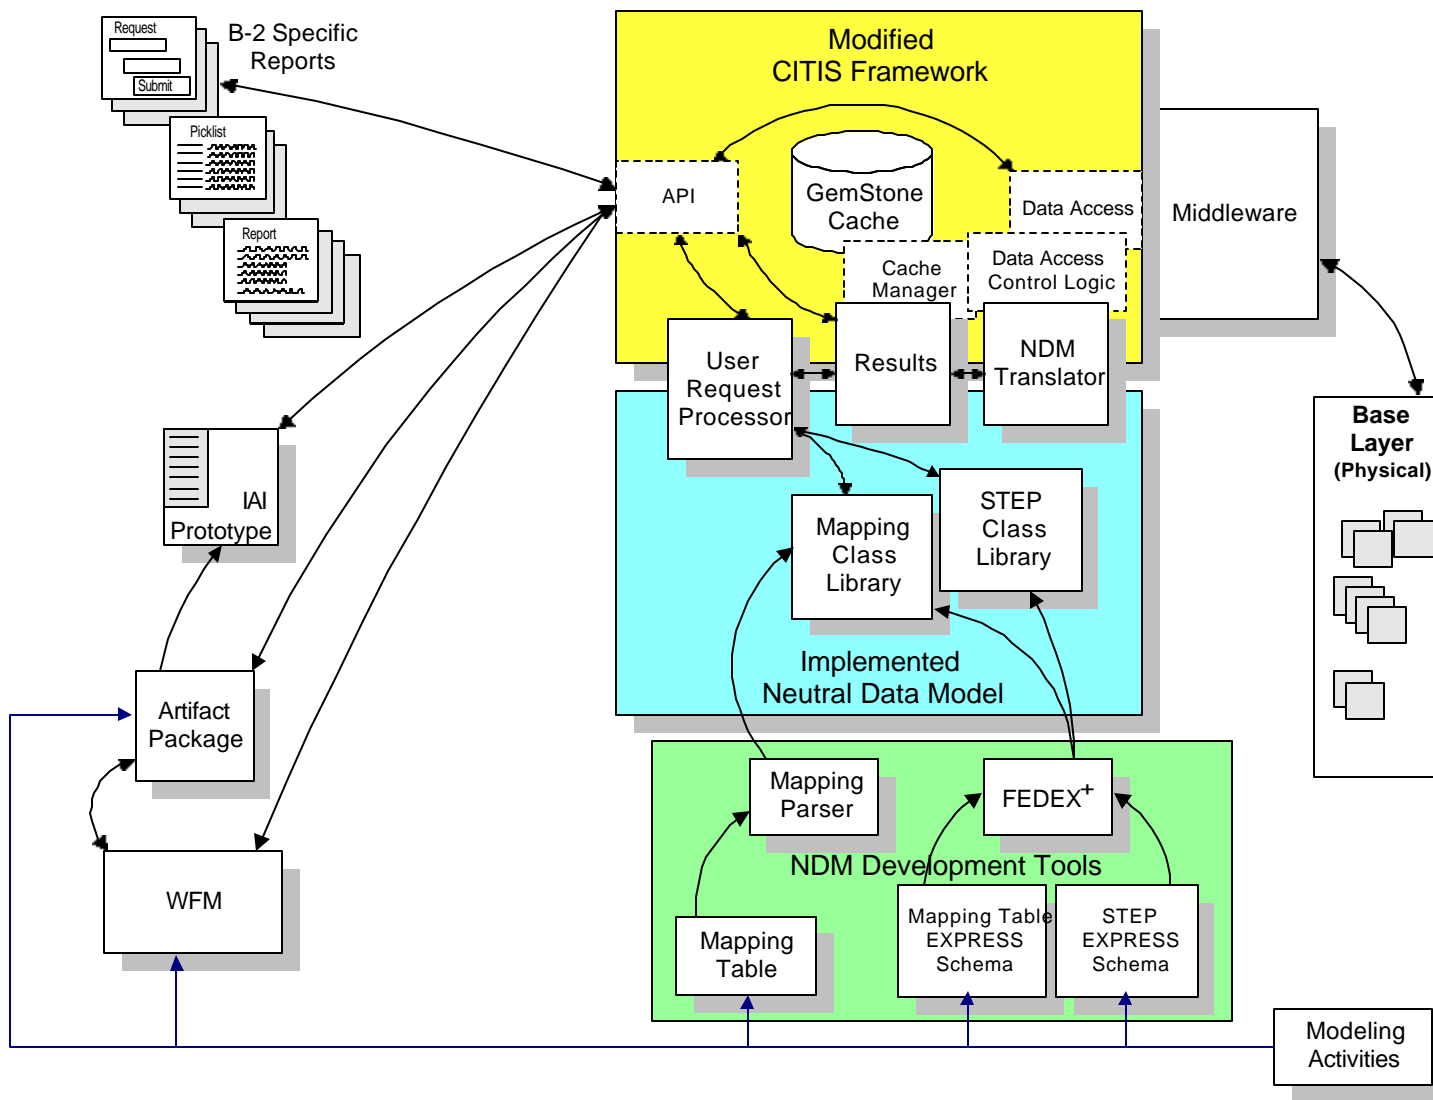 Request
Submit
B-2 Specific
Reports
Picklist
Report
Modified
CITIS Framework
API
GemStone
Cache
Data Access
Cache
Manager
Data Access
Control Logic
Middleware
User
Request
Processor
Results
NDM
Translator
Base
Layer
(Physical)
IAI
Prototype
Mapping
Class
Library
STEP
Class
Library
Implemented
Neutral Data Model
Artifact
Package
WFM
Mapping
Parser
FEDEX+
NDM Development Tools
Mapping
Table
Mapping Table
EXPRESS
Schema
STEP
EXPRESS
Schema
Modeling
Activities